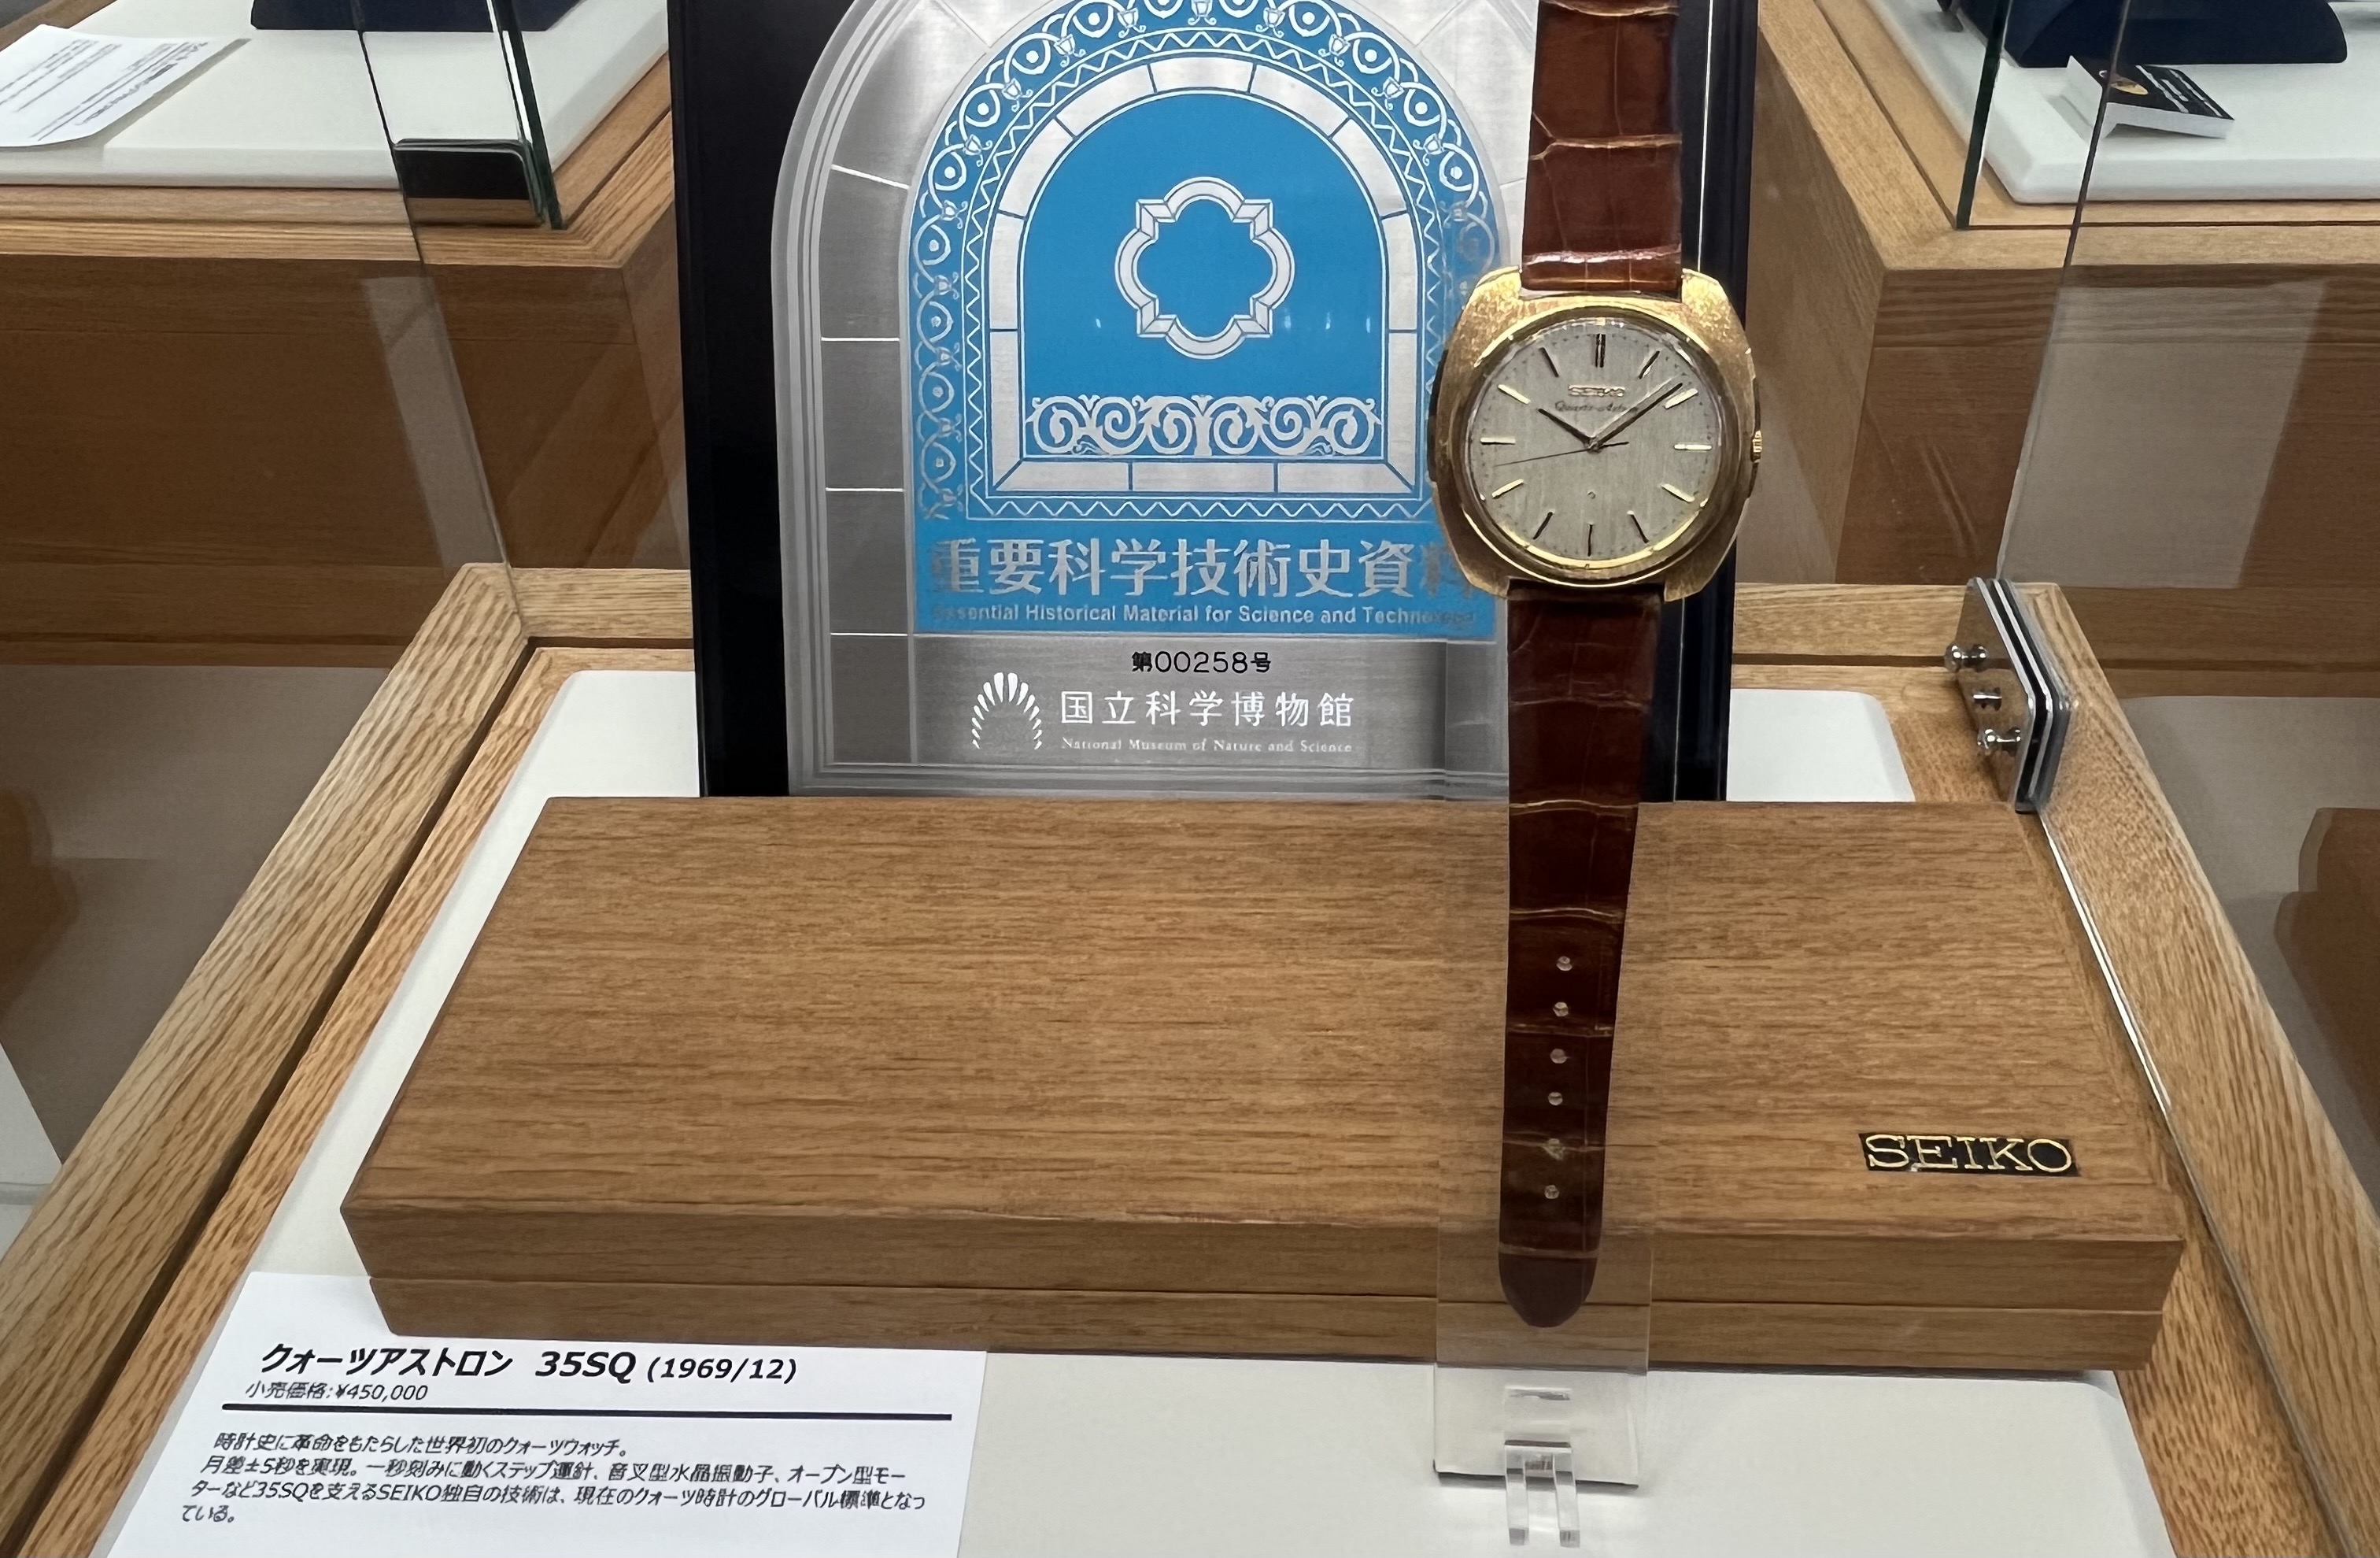 SEIKO
重要科学技術史資料
Essential Historical Material for Science and Technology
第00258号
国立科学博物館
National Museum of Nature and Science
SEIKO
クォーツアストロン 35SQ (1969/12)
小売価格:¥450,000
時計史に革命をもたらした世界初のクォーツウォッチ。
月差±5秒を実現。一秒刻みに動くステップ運針、音叉型水晶振動子、オープン型モー
ターなど35SQを支えるSEIKO独自の技術は、現在のクォーツ時計のグローバル標準となっ
ている。